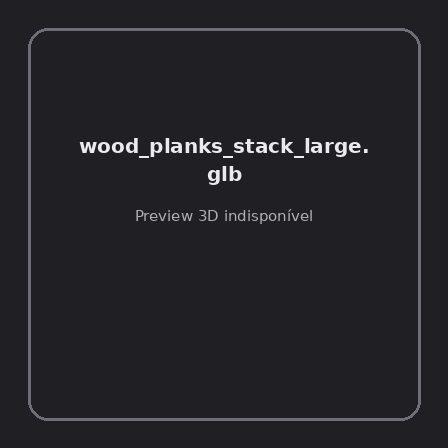 wood_planks_stack_large.
glb
Preview 3D indisponível